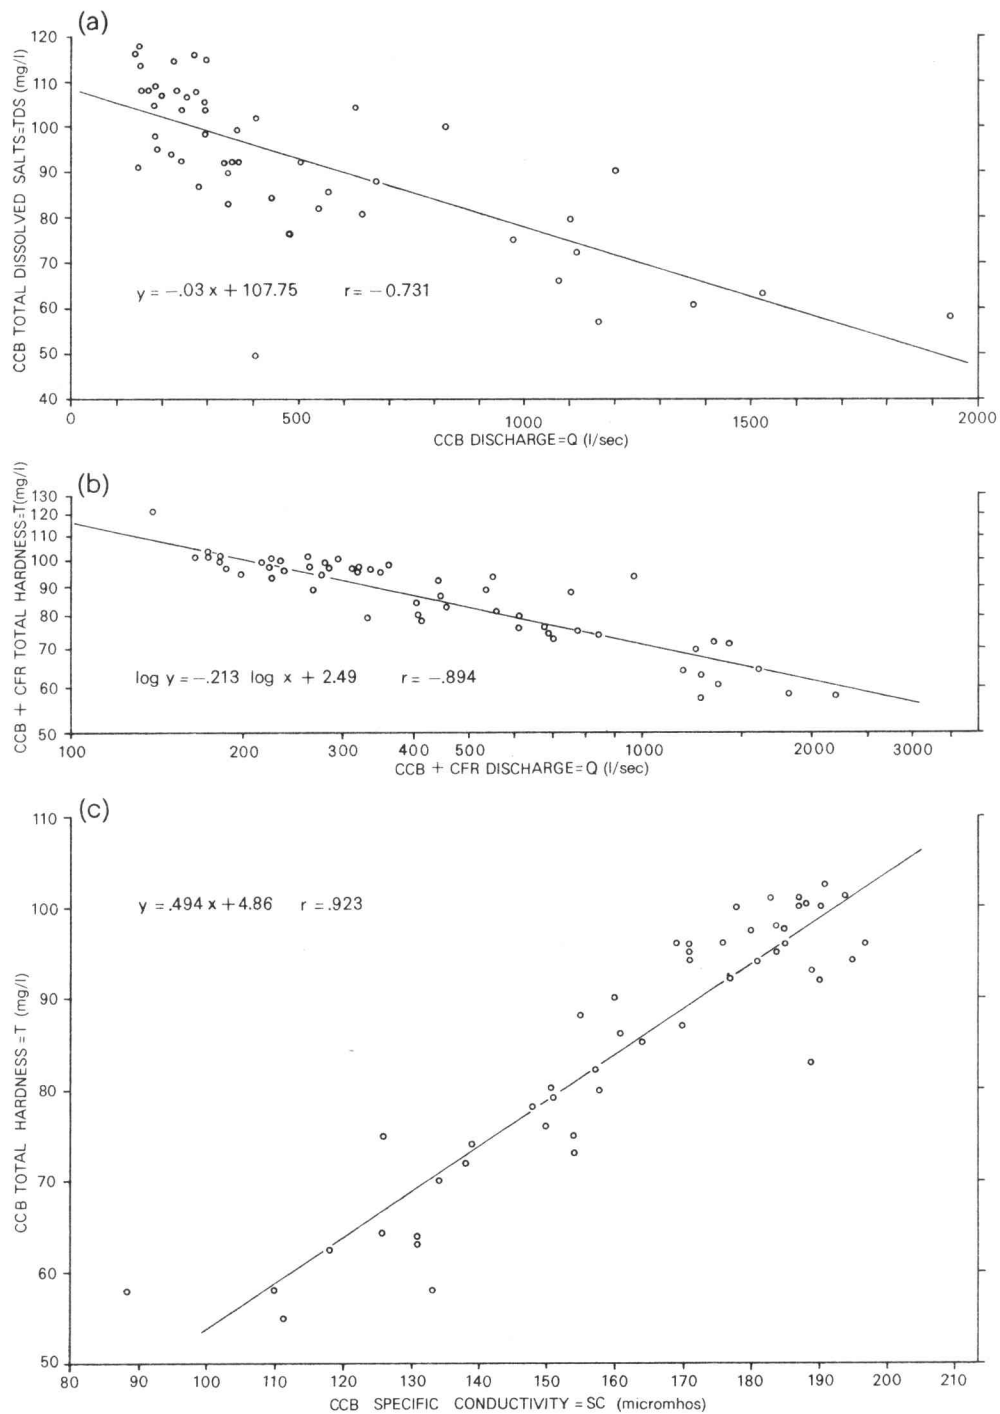 (a)
CCB TOTAL DISSOLVED SALTS=TDS (mg/l)
120
110
100
90
80
70
60
50
40
y = -.03 x + 107.75 r = -0.731
0 500 1000 1500 2000
CCB DISCHARGE=Q (l/sec)
(b)
CCB + CFR TOTAL HARDNESS=T(mg/l)
130
120
110
100
90
80
70
60
50
log y = -.213 log x + 2.49 r = -.894
100 200 300 400 500 1000 2000 3000
CCB + CFR DISCHARGE=Q (l/sec)
(c)
CCB TOTAL HARDNESS =T (mg/l)
110
100
90
80
70
60
50
y = .494 x + 4.86 r = .923
80 90 100 110 120 130 140 150 160 170 180 190 200 210
CCB SPECIFIC CONDUCTIVITY = SC (micromhos)